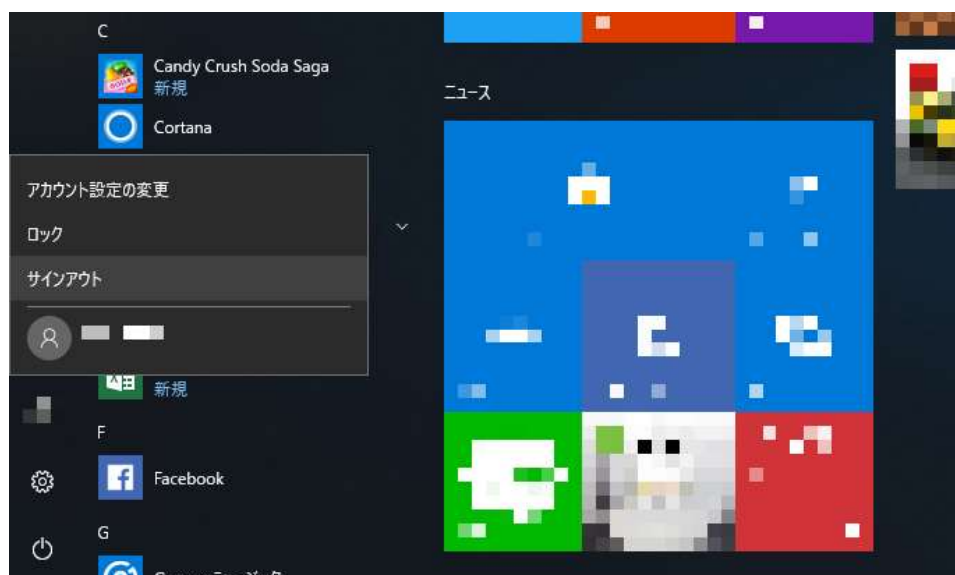 C
Candy Crush Soda Saga
新規
Cortana
アカウント設定の変更
ロック
サインアウト
新規
F
Facebook
G
ニュース